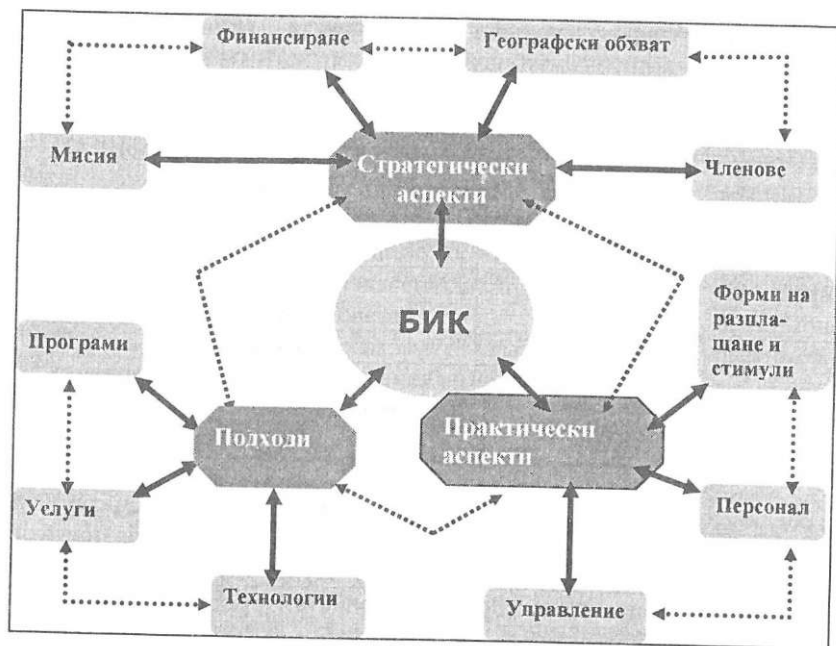 Финансиране
Географски обхват
Мисия
Стратегически
аспекти
Членове
БИК
Форми на
разпла-
щане и
стимули
Програми
Подходи
Практически
аспекти
Услуги
Персонал
Технологии
Управление